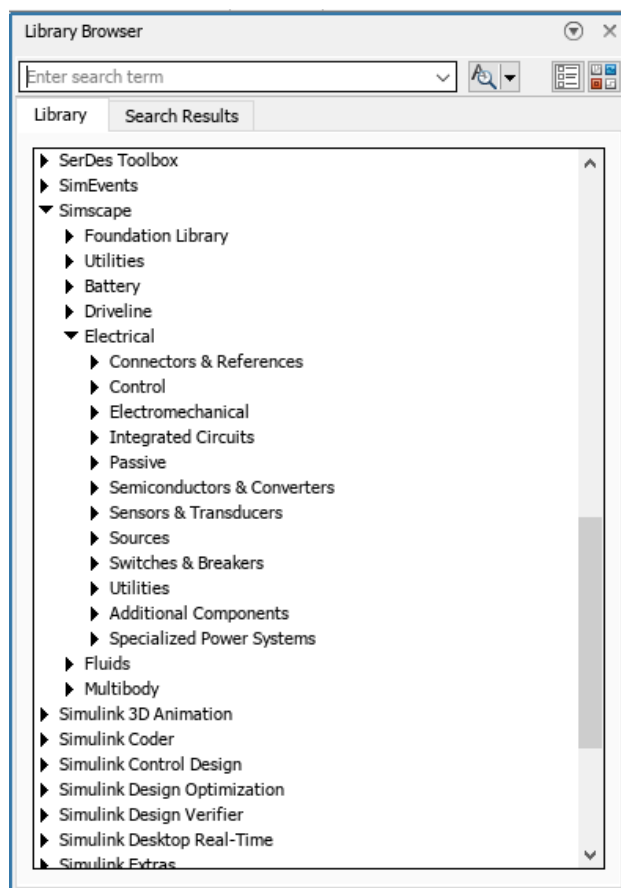 Library Browser
Enter search term
Library
Search Results
SerDes Toolbox
SimEvents
Simscape
Foundation Library
Utilities
Battery
Driveline
Electrical
Connectors & References
Control
Electromechanical
Integrated Circuits
Passive
Semiconductors & Converters
Sensors & Transducers
Sources
Switches & Breakers
Utilities
Additional Components
Specialized Power Systems
Fluids
Multibody
Simulink 3D Animation
Simulink Coder
Simulink Control Design
Simulink Design Optimization
Simulink Design Verifier
Simulink Desktop Real-Time
Simulink Extras